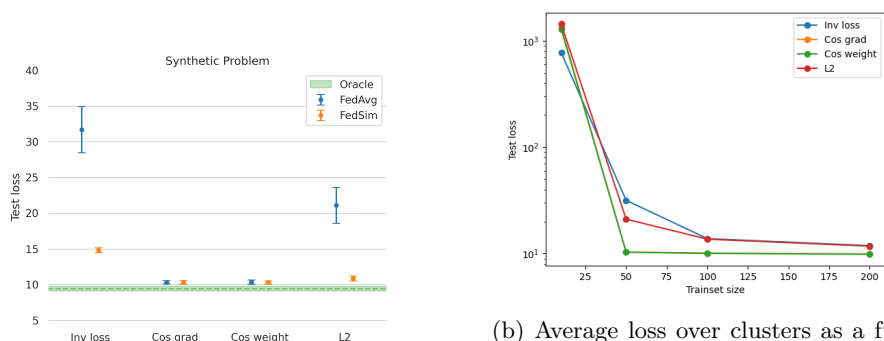 Synthetic Problem
Oracle
FedAvg
FedSim
Test loss
40
35
30
25
20
15
10
5
Inv loss
Cos grad
Cos weight
L2
Inv loss
Cos grad
Cos weight
L2
Test loss
10³
10²
10¹
25
50
75
100
125
150
175
200
Trainset size
(b) Average loss over clusters as a f